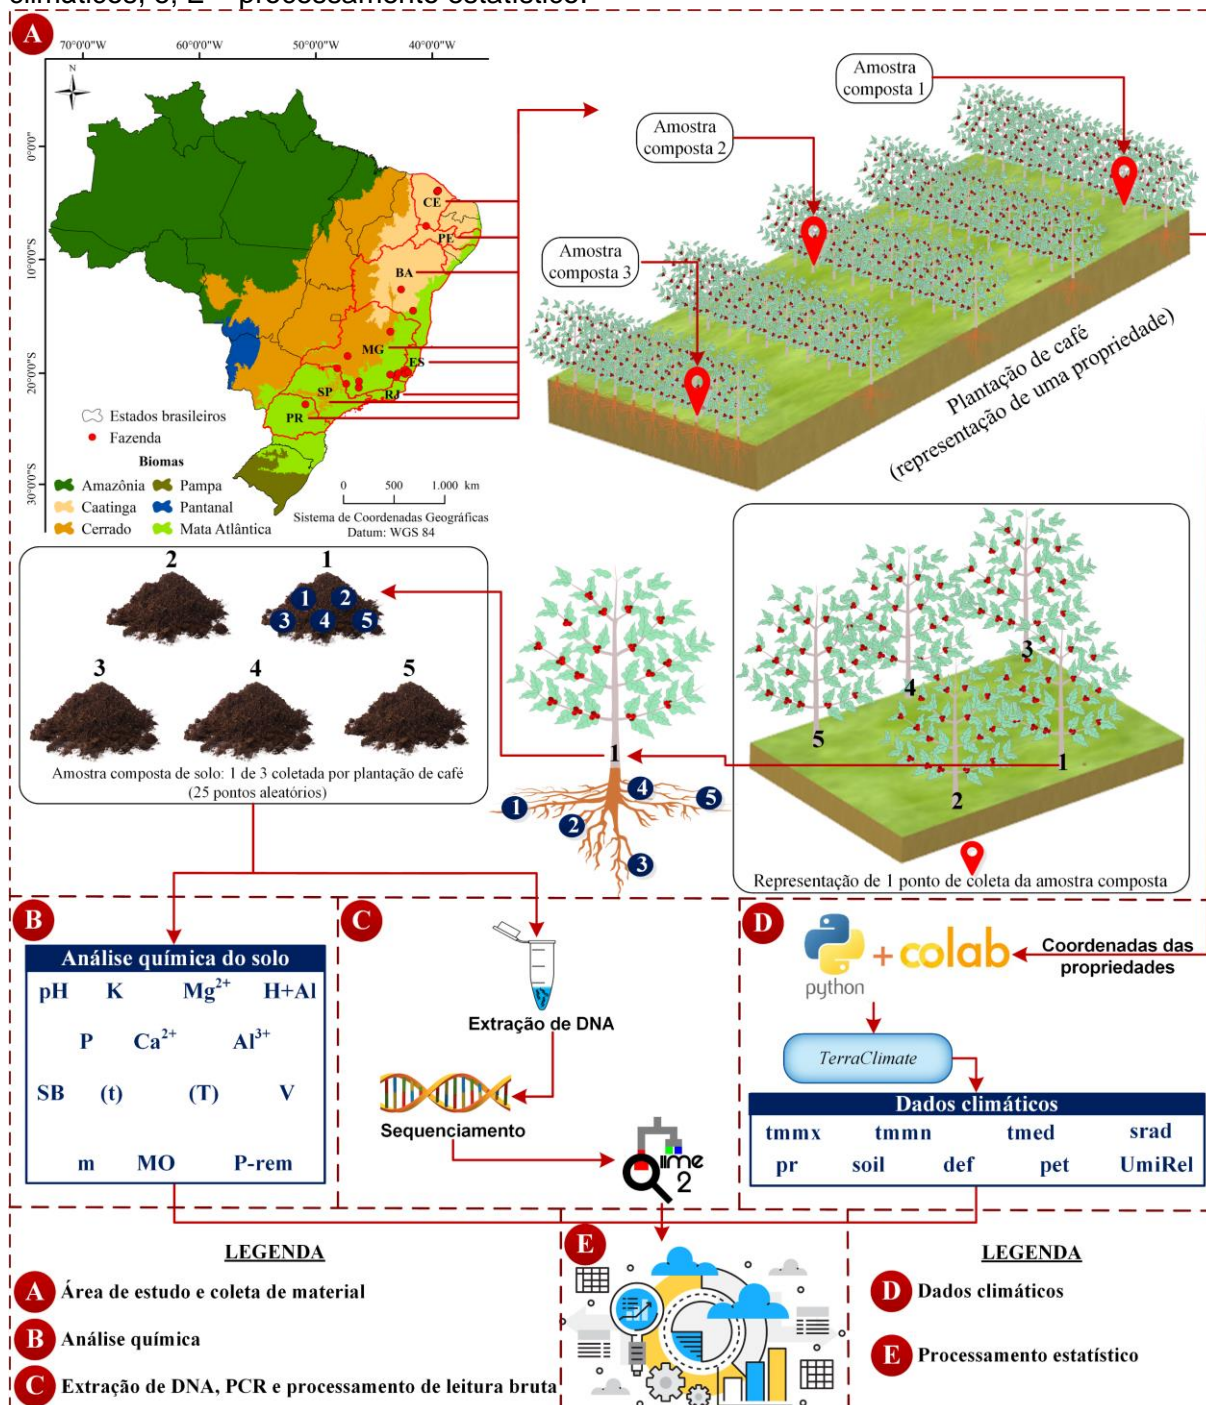 climáticos; e, E – processamento estatístico.
A
70°0'0"W 60°0'0"W 50°0'0"W 40°0'0"W
N
0°0'0"
10°0'0"S
20°0'0"S
30°0'0"S
CE
PE
BA
MG
ES
SP
RJ
PR
Estados brasileiros
Fazenda
Biomas
Amazônia
Pampa
Caatinga
Pantanal
Cerrado
Mata Atlântica
0 500 1.000 km
Sistema de Coordenadas Geográficas
Datum: WGS 84
Amostra
composta 1
Amostra
composta 2
Amostra
composta 3
Plantação de café
(representação de uma propriedade)
2
1
1 2
3 4 5
3 4 5
Amostra composta de solo: 1 de 3 coletada por plantação de café
(25 pontos aleatórios)
1
1
2
3
4
5
3
4
5
1
2
Representação de 1 ponto de coleta da amostra composta
B
Análise química do solo
pH K Mg²⁺ H+Al
P Ca²⁺ Al³⁺
SB (t) (T) V
m MO P-rem
C
Extração de DNA
Sequenciamento
qiime
2
D
python
+
colab
Coordenadas das
propriedades
TerraClimate
Dados climáticos
tmmx tmmn tmed srad
pr soil def pet UmiRel
E
LEGENDA
A Área de estudo e coleta de material
B Análise química
C Extração de DNA, PCR e processamento de leitura bruta
LEGENDA
D Dados climáticos
E Processamento estatístico